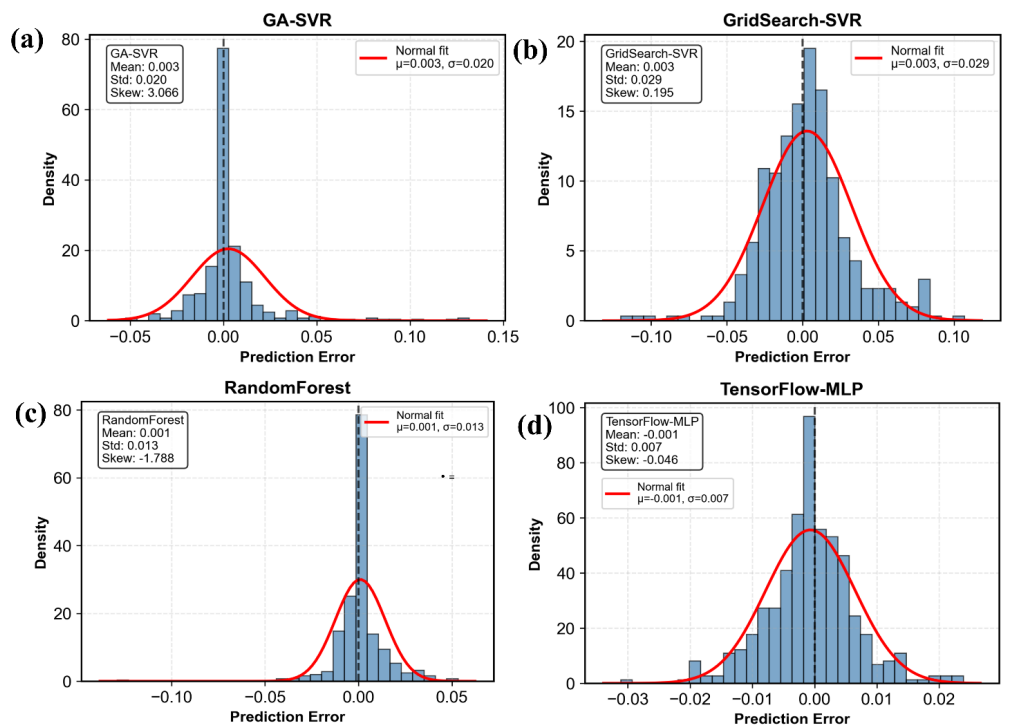 (a)
GA-SVR
GA-SVR
Mean: 0.003
Std: 0.020
Skew: 3.066
Normal fit
μ=0.003, σ=0.020
80
60
40
20
0
Density
−0.05
0.00
0.05
0.10
0.15
Prediction Error
(b)
GridSearch-SVR
GridSearch-SVR
Mean: 0.003
Std: 0.029
Skew: 0.195
Normal fit
μ=0.003, σ=0.029
20
15
10
5
0
Density
−0.10
−0.05
0.00
0.05
0.10
Prediction Error
(c)
RandomForest
RandomForest
Mean: 0.001
Std: 0.013
Skew: -1.788
Normal fit
μ=0.001, σ=0.013
80
60
40
20
0
Density
−0.10
−0.05
0.00
0.05
Prediction Error
(d)
TensorFlow-MLP
TensorFlow-MLP
Mean: -0.001
Std: 0.007
Skew: -0.046
Normal fit
μ=-0.001, σ=0.007
100
80
60
40
20
0
Density
−0.03
−0.02
−0.01
0.00
0.01
0.02
Prediction Error